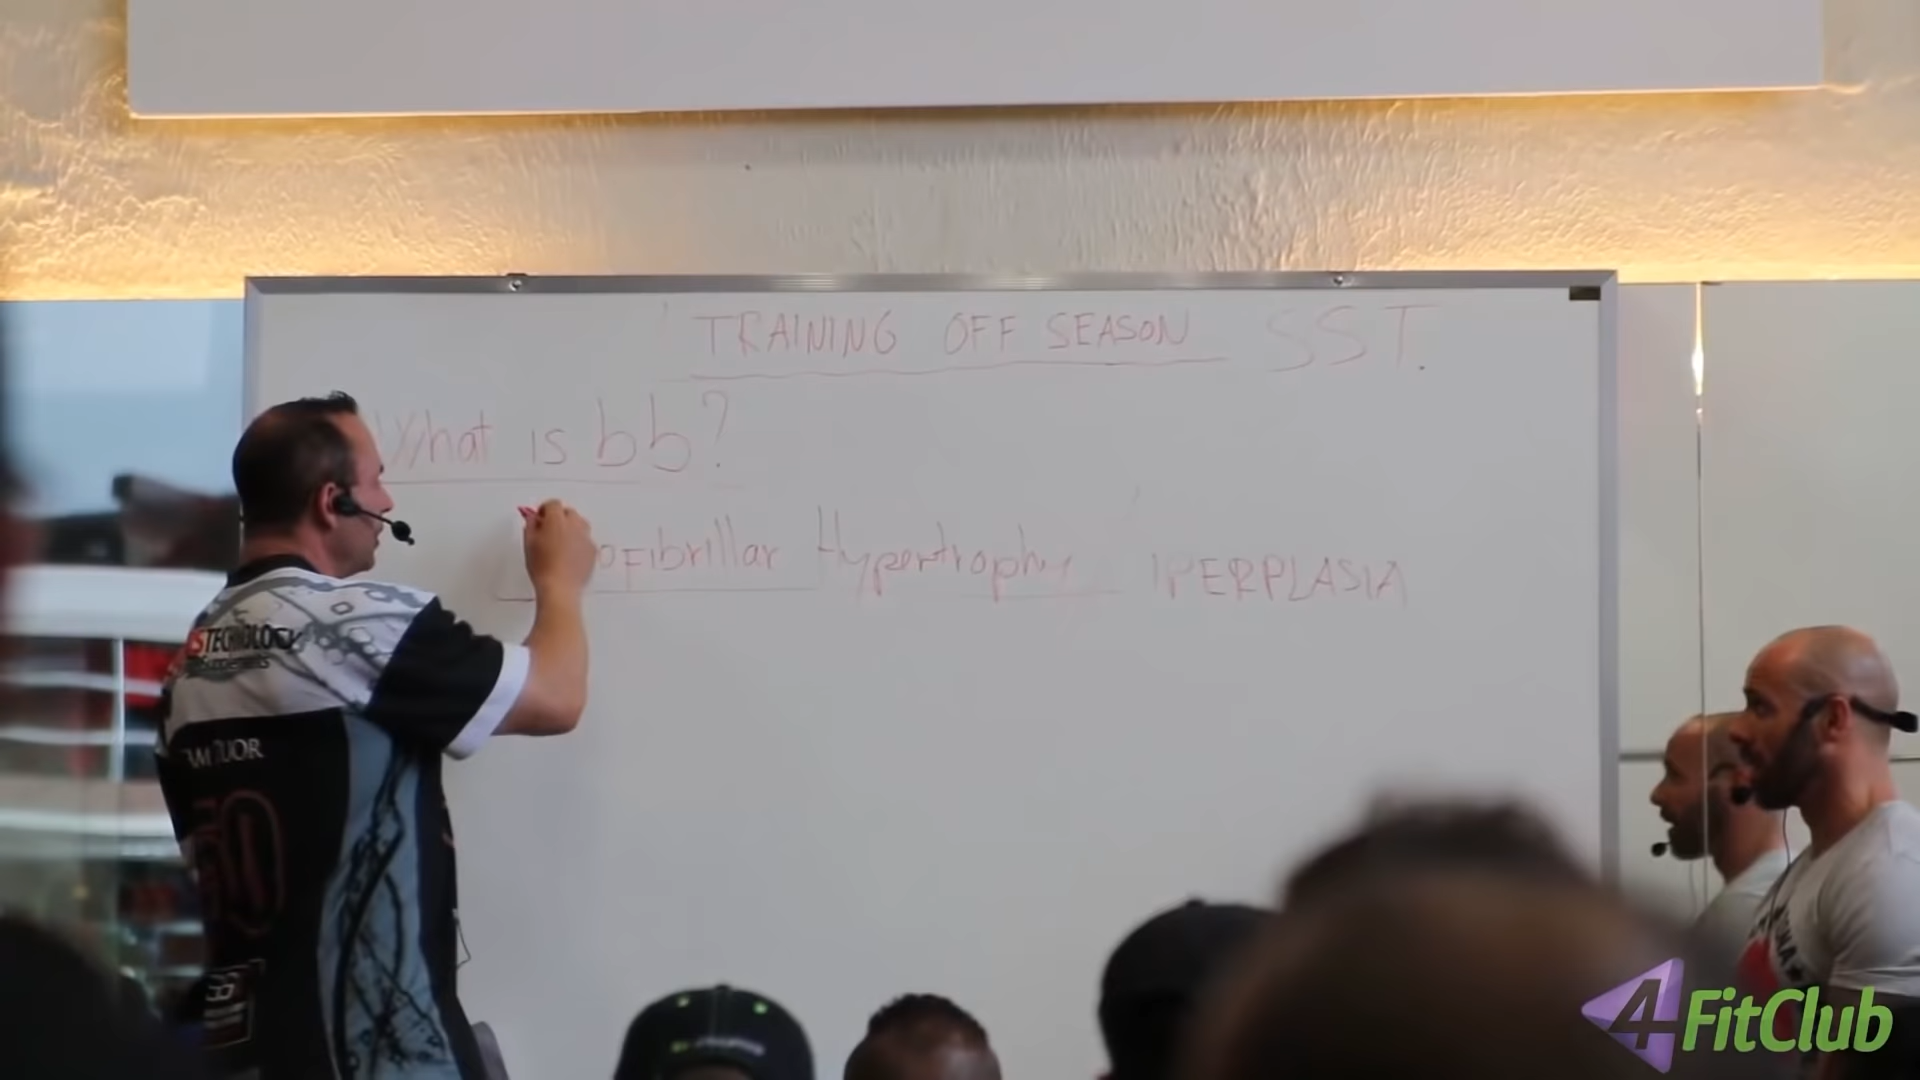 TRAINING OFF SEASON SST.
What is bb?
ofibrillar Hypertrophy IPERPLASIA
TECHNOLOGY
4FitClub